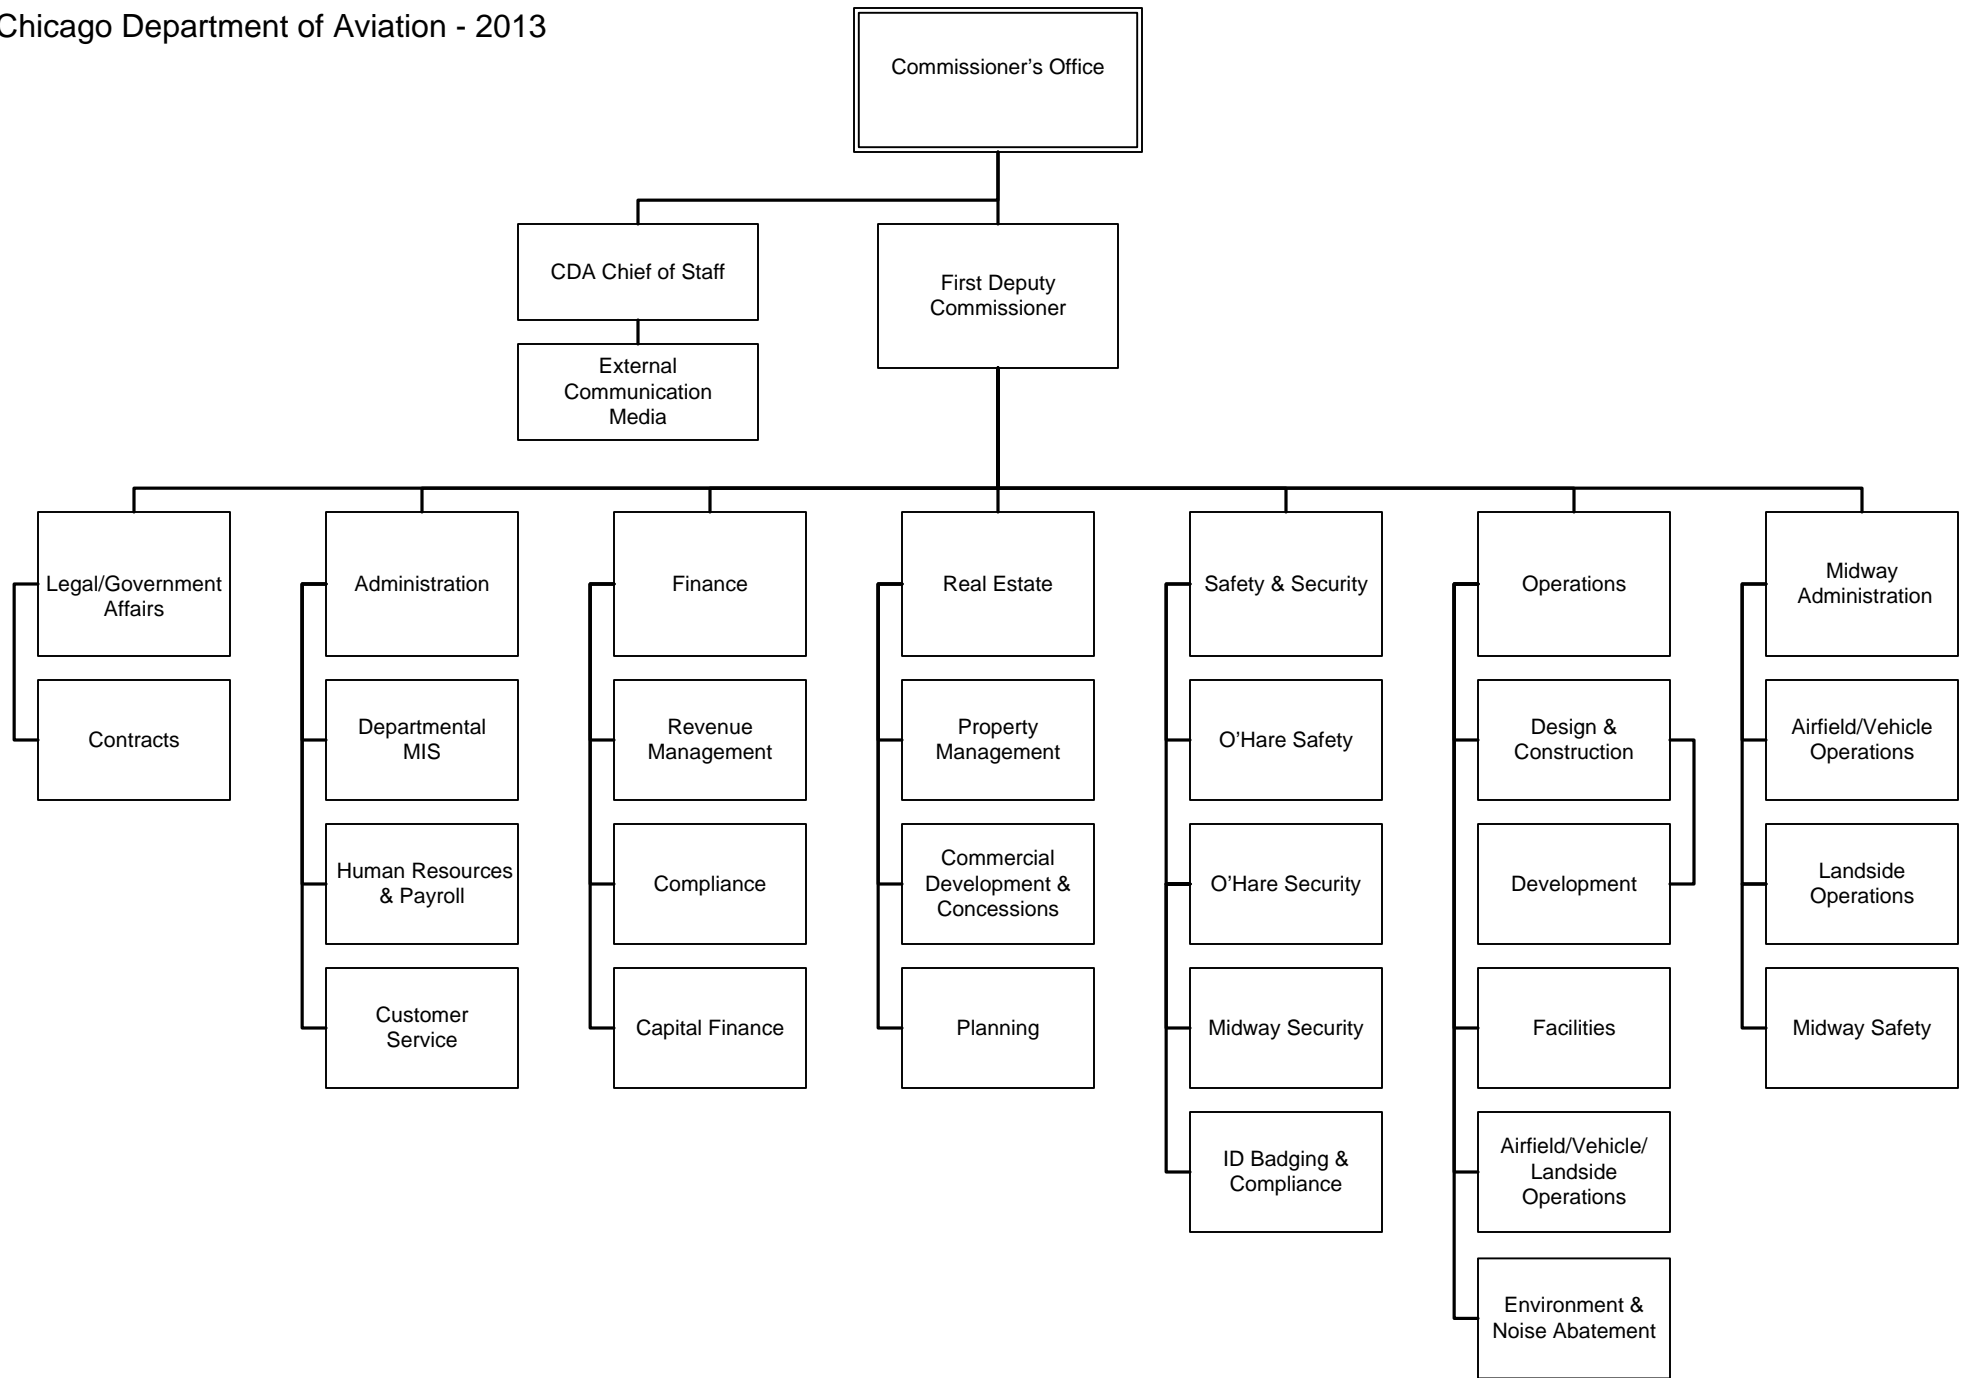 Chicago Department of Aviation - 2013
Commissioner’s Office
CDA Chief of Staff
First Deputy
Commissioner
External
Communication
Media
Legal/Government
Affairs
Contracts
Administration
Departmental
MIS
Human Resources
& Payroll
Customer
Service
Finance
Revenue
Management
Compliance
Capital Finance
Real Estate
Property
Management
Commercial
Development &
Concessions
Planning
Safety & Security
O’Hare Safety
O’Hare Security
Midway Security
ID Badging &
Compliance
Operations
Design &
Construction
Development
Facilities
Airfield/Vehicle/
Landside
Operations
Environment &
Noise Abatement
Midway
Administration
Airfield/Vehicle
Operations
Landside
Operations
Midway Safety